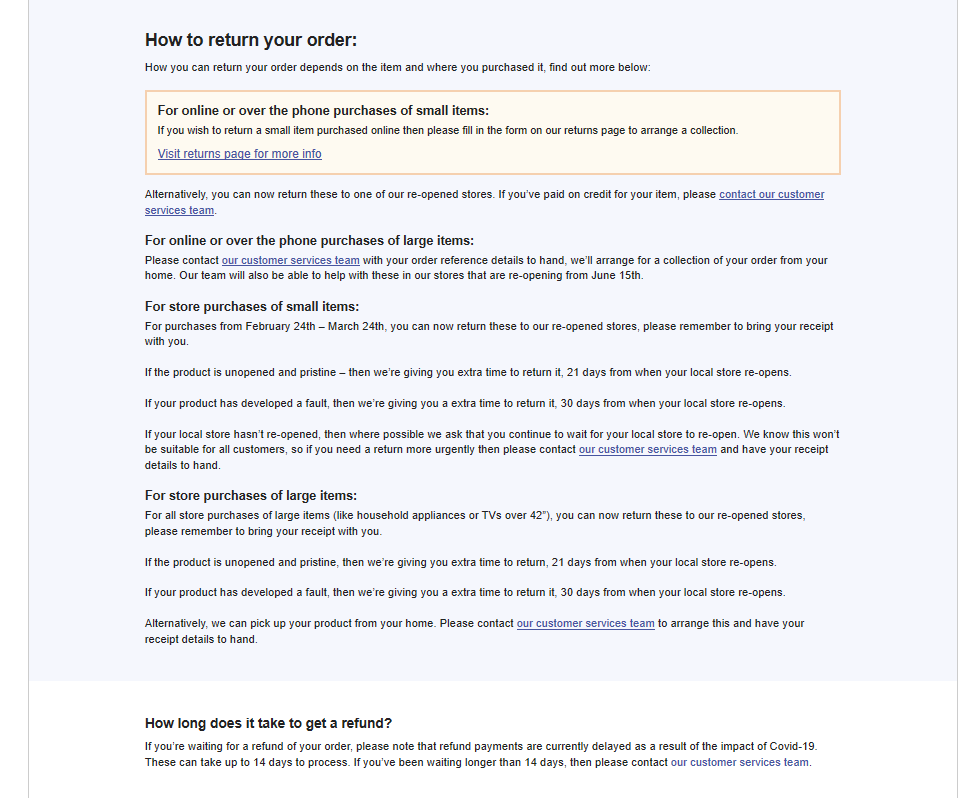 How to return your order:
How you can return your order depends on the item and where you purchased it, find out more below:
For online or over the phone purchases of small items:
If you wish to return a small item purchased online then please fill in the form on our returns page to arrange a collection.
Visit returns page for more info
Alternatively, you can now return these to one of our re-opened stores. If you’ve paid on credit for your item, please contact our customer
services team.
For online or over the phone purchases of large items:
Please contact our customer services team with your order reference details to hand, we’ll arrange for a collection of your order from your
home. Our team will also be able to help with these in our stores that are re-opening from June 15th.
For store purchases of small items:
For purchases from February 24th – March 24th, you can now return these to our re-opened stores, please remember to bring your receipt
with you.
If the product is unopened and pristine – then we’re giving you extra time to return it, 21 days from when your local store re-opens.
If your product has developed a fault, then we’re giving you a extra time to return it, 30 days from when your local store re-opens.
If your local store hasn’t re-opened, then where possible we ask that you continue to wait for your local store to re-open. We know this won’t
be suitable for all customers, so if you need a return more urgently then please contact our customer services team and have your receipt
details to hand.
For store purchases of large items:
For all store purchases of large items (like household appliances or TVs over 42”), you can now return these to our re-opened stores,
please remember to bring your receipt with you.
If the product is unopened and pristine, then we’re giving you extra time to return, 21 days from when your local store re-opens.
If your product has developed a fault, then we’re giving you a extra time to return it, 30 days from when your local store re-opens.
Alternatively, we can pick up your product from your home. Please contact our customer services team to arrange this and have your
receipt details to hand.
How long does it take to get a refund?
If you’re waiting for a refund of your order, please note that refund payments are currently delayed as a result of the impact of Covid-19.
These can take up to 14 days to process. If you’ve been waiting longer than 14 days, then please contact our customer services team.